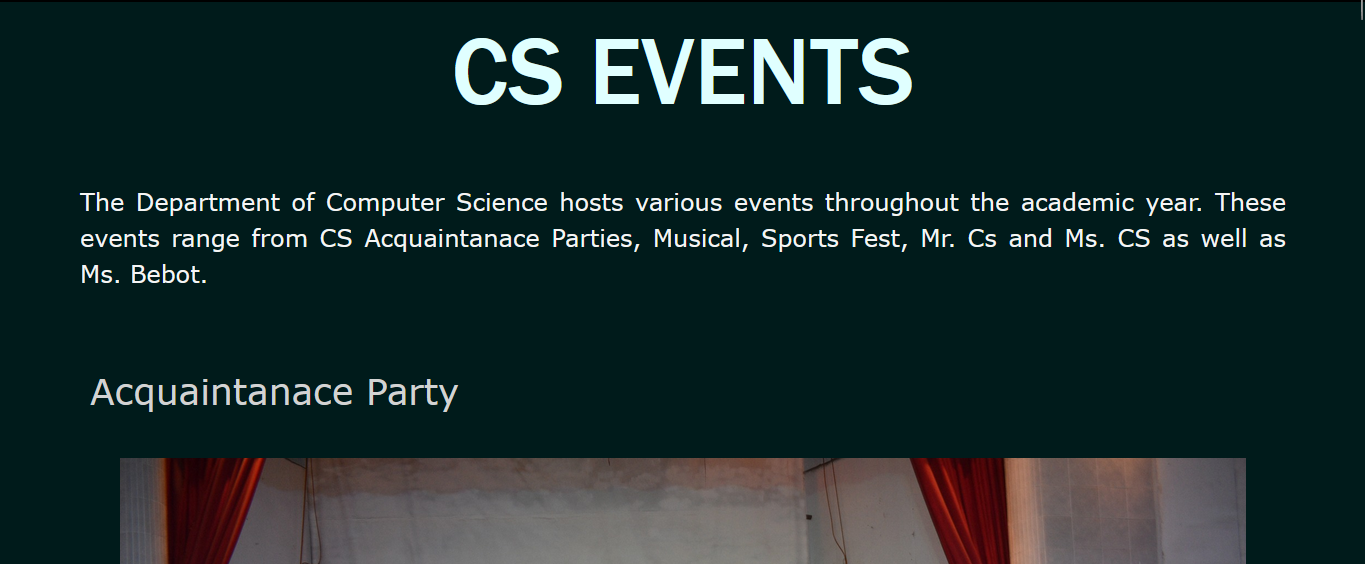 CS EVENTS
The Department of Computer Science hosts various events throughout the academic year. These
events range from CS Acquaintanace Parties, Musical, Sports Fest, Mr. Cs and Ms. CS as well as
Ms. Bebot.
Acquaintanace Party